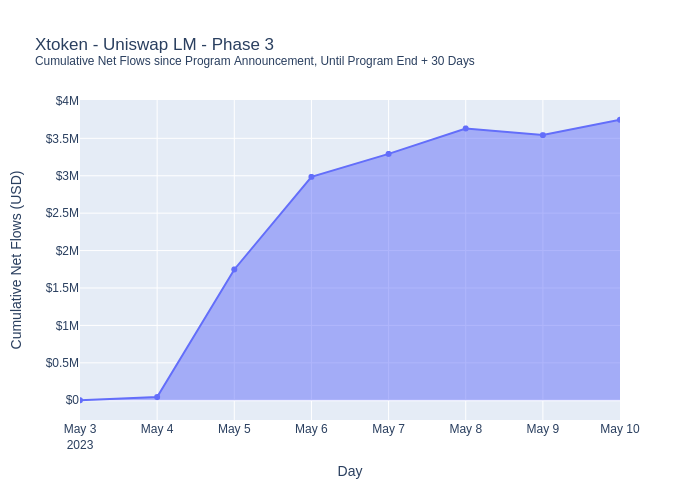 Xtoken - Uniswap LM - Phase 3
Cumulative Net Flows since Program Announcement, Until Program End + 30 Days
Cumulative Net Flows (USD)
$4M
$3.5M
$3M
$2.5M
$2M
$1.5M
$1M
$0.5M
$0
May 3 May 4 May 5 May 6 May 7 May 8 May 9 May 10
2023
Day